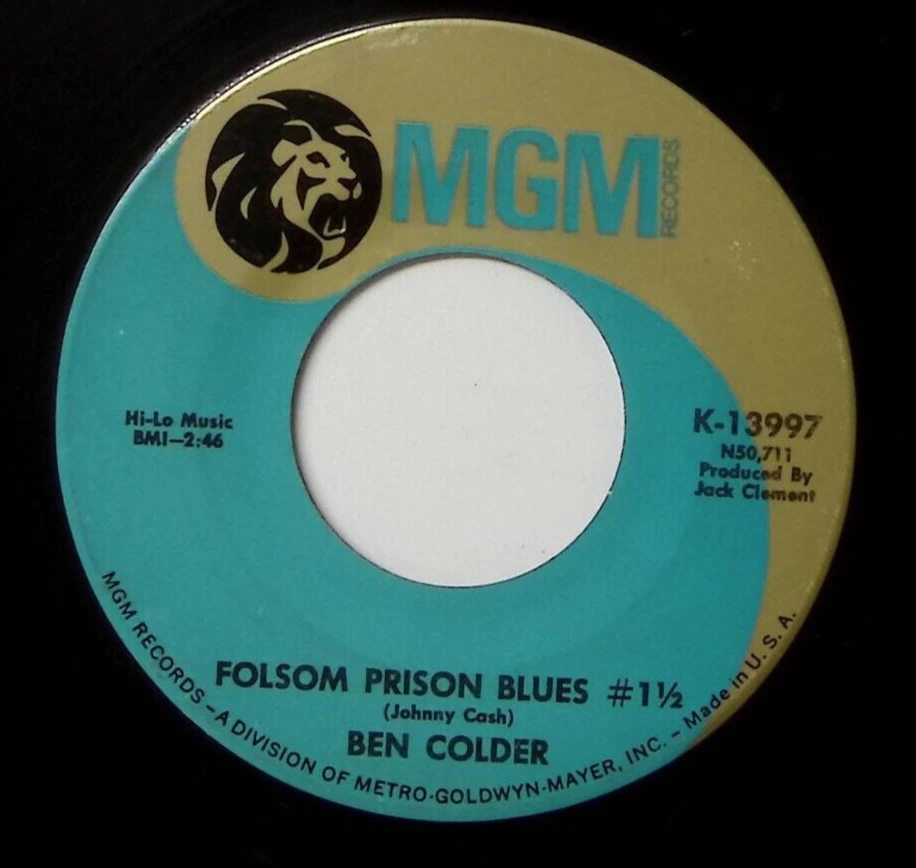 MGM
RECORDS
Hi-Lo Music
BMI—2:46
K-13997
N50,711
Produced By
Jack Clement
FOLSOM PRISON BLUES #1½
(Johnny Cash)
BEN COLDER
MGM RECORDS – A DIVISION OF METRO-GOLDWYN-MAYER, INC. – Made in U. S. A.